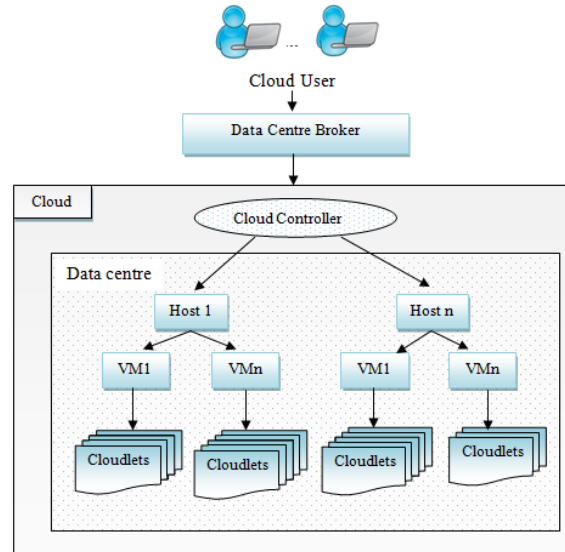 ...
Cloud User
Data Centre Broker
Cloud
Cloud Controller
Data centre
Host 1
Host n
VM1
VMn
VM1
VMn
Cloudlets
Cloudlets
Cloudlets
Cloudlets